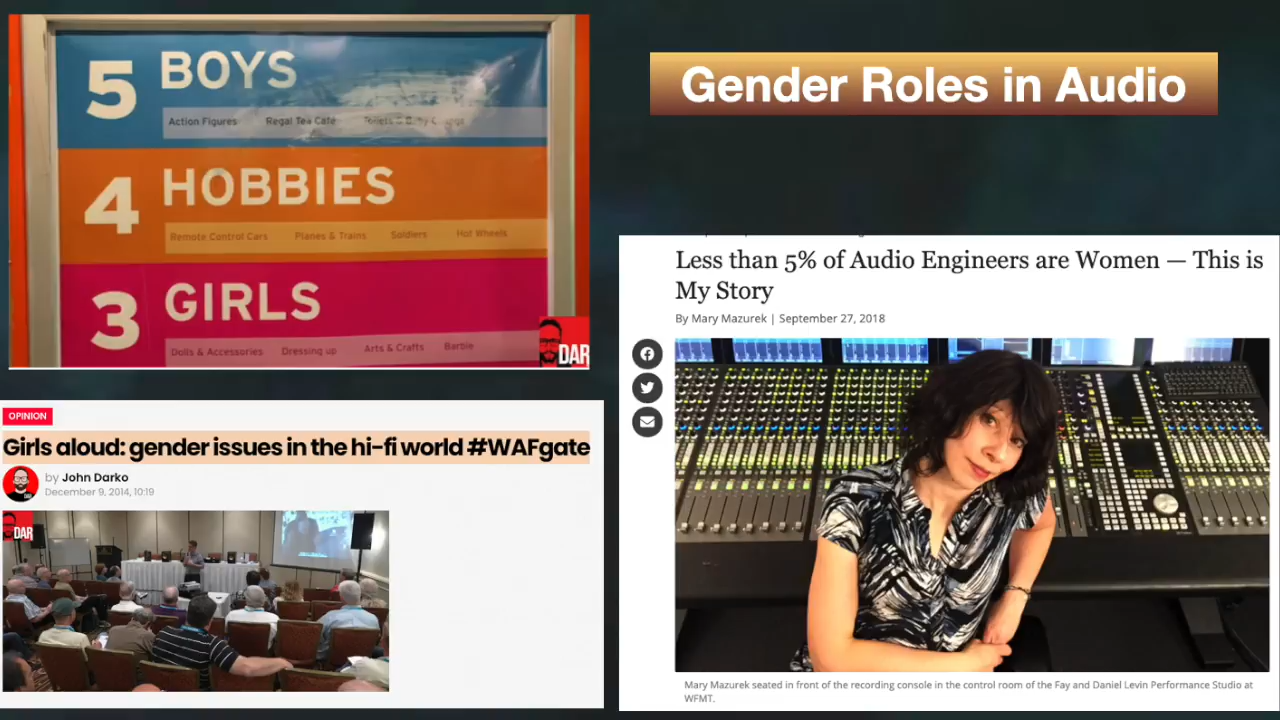 5 BOYS
Action Figures Regal Tea Café Toilets & Baby Change
4 HOBBIES
Remote Control Cars Planes & Trains Soldiers Hot Wheels
3 GIRLS
Dolls & Accessories Dressing up Arts & Crafts Barbie
DAR
Gender Roles in Audio
OPINION
Girls aloud: gender issues in the hi-fi world #WAFgate
by John Darko
December 9, 2014, 10:19
DAR
Less than 5% of Audio Engineers are Women — This is
My Story
By Mary Mazurek | September 27, 2018
Mary Mazurek seated in front of the recording console in the control room of the Fay and Daniel Levin Performance Studio at
WFMT.